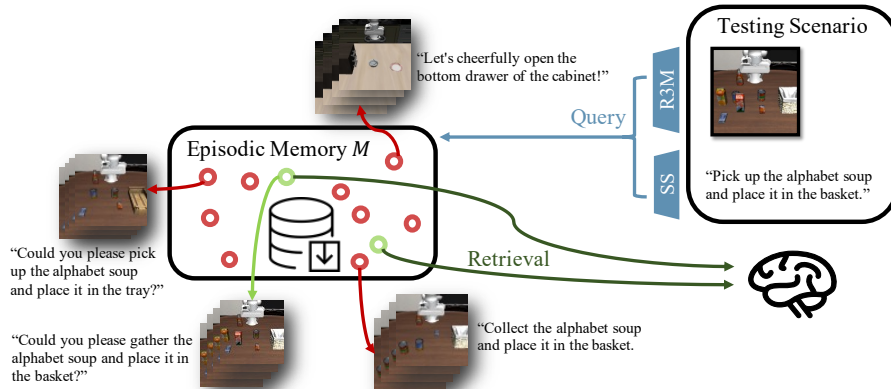 Testing Scenario
“Let's cheerfully open the
bottom drawer of the cabinet!”
R3M
Query
SS
“Pick up the alphabet soup
and place it in the basket.”
Episodic Memory M
Retrieval
“Could you please pick
up the alphabet soup
and place it in the tray?”
“Could you please gather the
alphabet soup and place it in
the basket?”
“Collect the alphabet soup
and place it in the basket.